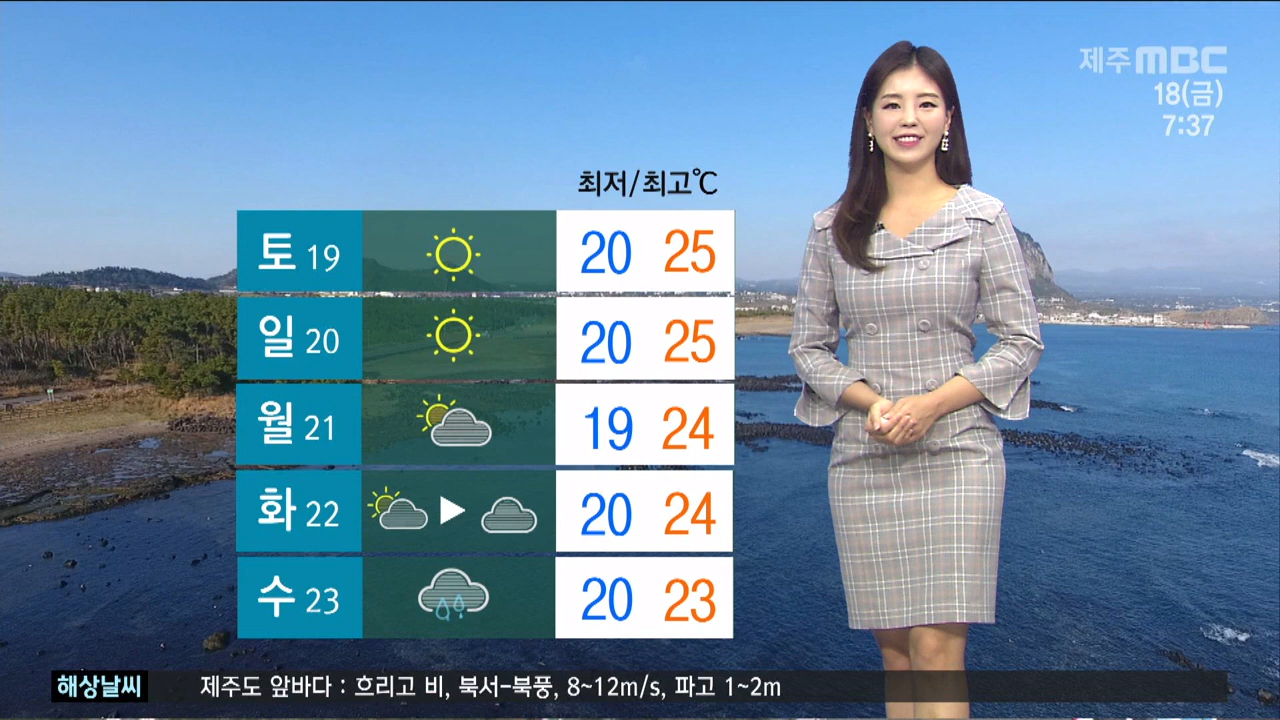 제주MBC
18(금)
7:37
최저/최고℃
토 19 20 25
일 20 20 25
월 21 19 24
화 22 20 24
수 23 20 23
해상날씨 제주도 앞바다 : 흐리고 비, 북서-북풍, 8~12m/s, 파고 1~2m